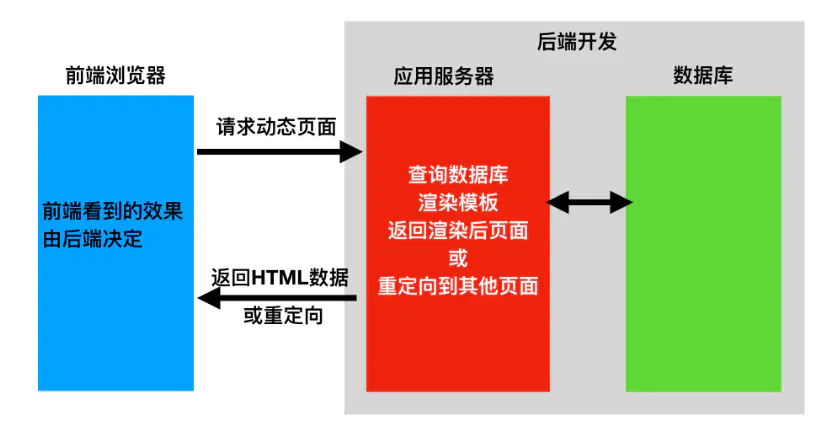 后端开发
前端浏览器
应用服务器
数据库
请求动态页面
前端看到的效果
由后端决定
查询数据库
渲染模板
返回渲染后页面
或
重定向到其他页面
返回HTML数据
或重定向